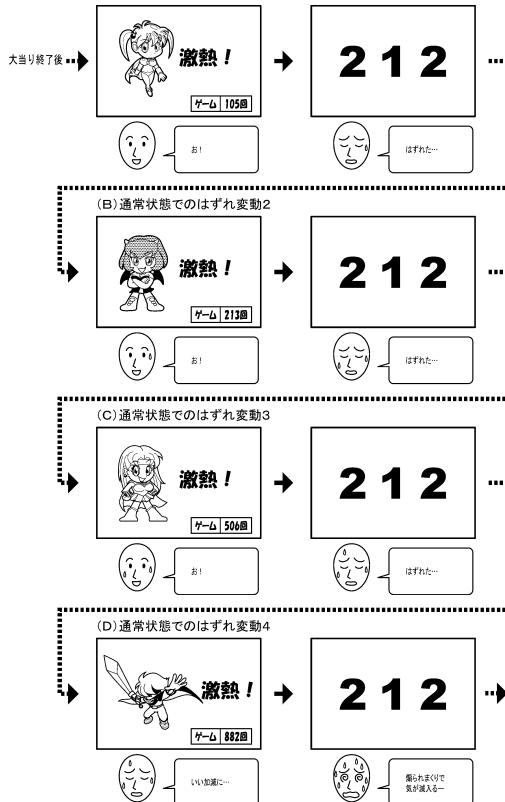 大当り終了後
激熱！
ゲーム 105回
212
お！
はずれた…
(B)通常状態でのはずれ変動2
激熱！
ゲーム 213回
212
お！
はずれた…
(C)通常状態でのはずれ変動3
激熱！
ゲーム 506回
212
お！
はずれた…
(D)通常状態でのはずれ変動4
激熱！
ゲーム 882回
212
いい加減に…
煽られまくりで
気が滅入るー